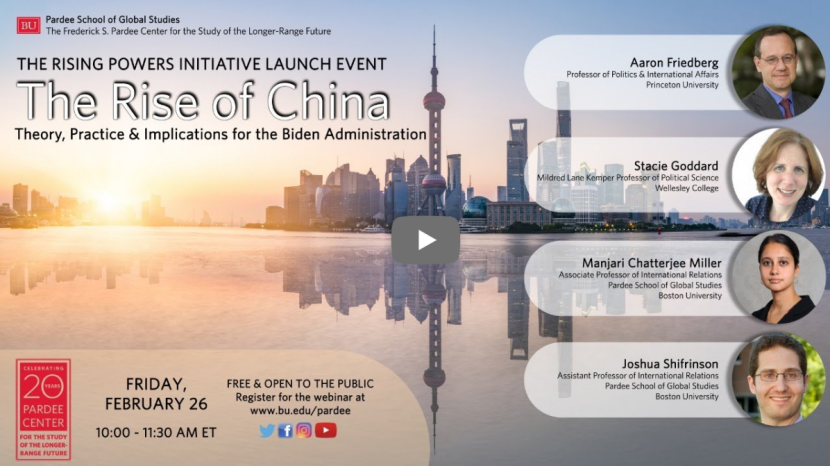 BU
Pardee School of Global Studies
The Frederick S. Pardee Center for the Study of the Longer-Range Future
THE RISING POWERS INITIATIVE LAUNCH EVENT
The Rise of China
Theory, Practice & Implications for the Biden Administration
Aaron Friedberg
Professor of Politics & International Affairs
Princeton University
Stacie Goddard
Mildred Lane Kemper Professor of Political Science
Wellesley College
Manjari Chatterjee Miller
Associate Professor of International Relations
Pardee School of Global Studies
Boston University
Joshua Shifrinson
Assistant Professor of International Relations
Pardee School of Global Studies
Boston University
CELEBRATING
20
YEARS
PARDEE
CENTER
FOR THE STUDY
OF THE LONGER-
RANGE FUTURE
FRIDAY,
FEBRUARY 26
10:00 - 11:30 AM ET
FREE & OPEN TO THE PUBLIC
Register for the webinar at
www.bu.edu/pardee